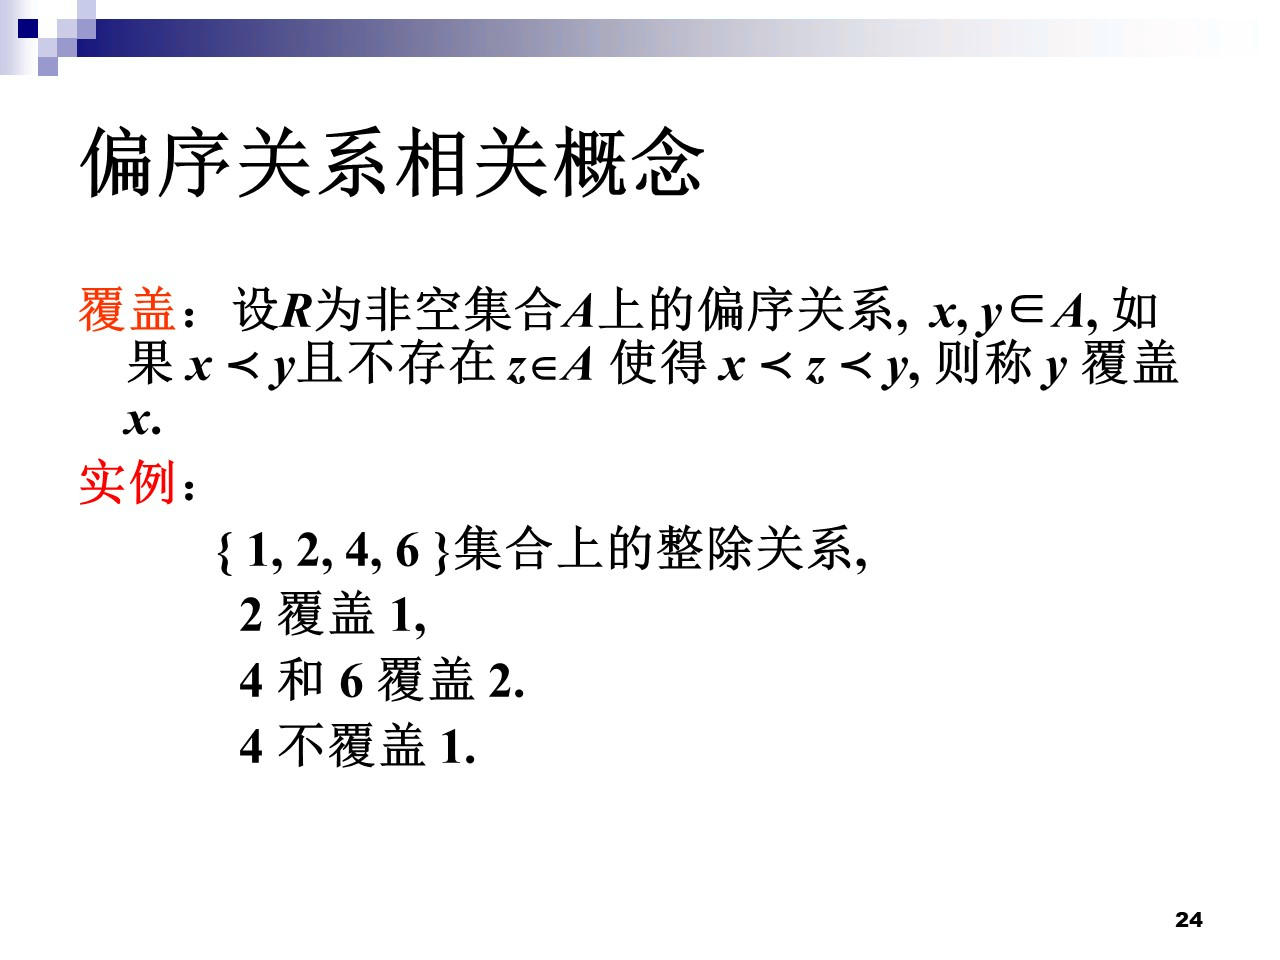 偏序关系相关概念
覆盖：设R为非空集合A上的偏序关系, x, y∈A, 如
果 x ≺ y且不存在 z∈A 使得 x ≺ z ≺ y, 则称 y 覆盖
x.
实例：
{ 1, 2, 4, 6 }集合上的整除关系,
2 覆盖 1,
4 和 6 覆盖 2.
4 不覆盖 1.
24